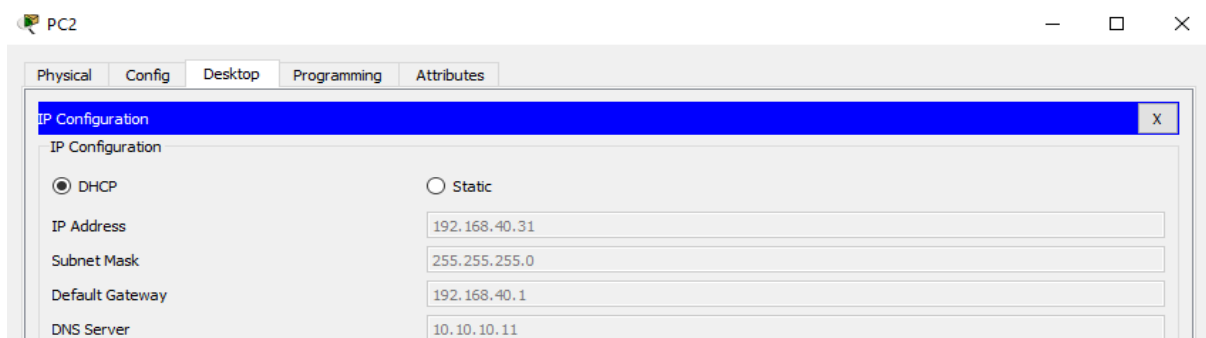 PC2
Physical Config Desktop Programming Attributes
IP Configuration X
IP Configuration
DHCP Static
IP Address 192.168.40.31
Subnet Mask 255.255.255.0
Default Gateway 192.168.40.1
DNS Server 10.10.10.11